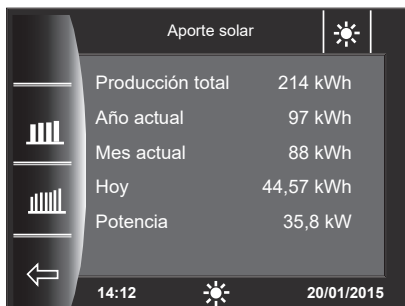 Aporte solar
Producción total 214 kWh
Año actual 97 kWh
Mes actual 88 kWh
Hoy 44,57 kWh
Potencia 35,8 kW
14:12 20/01/2015